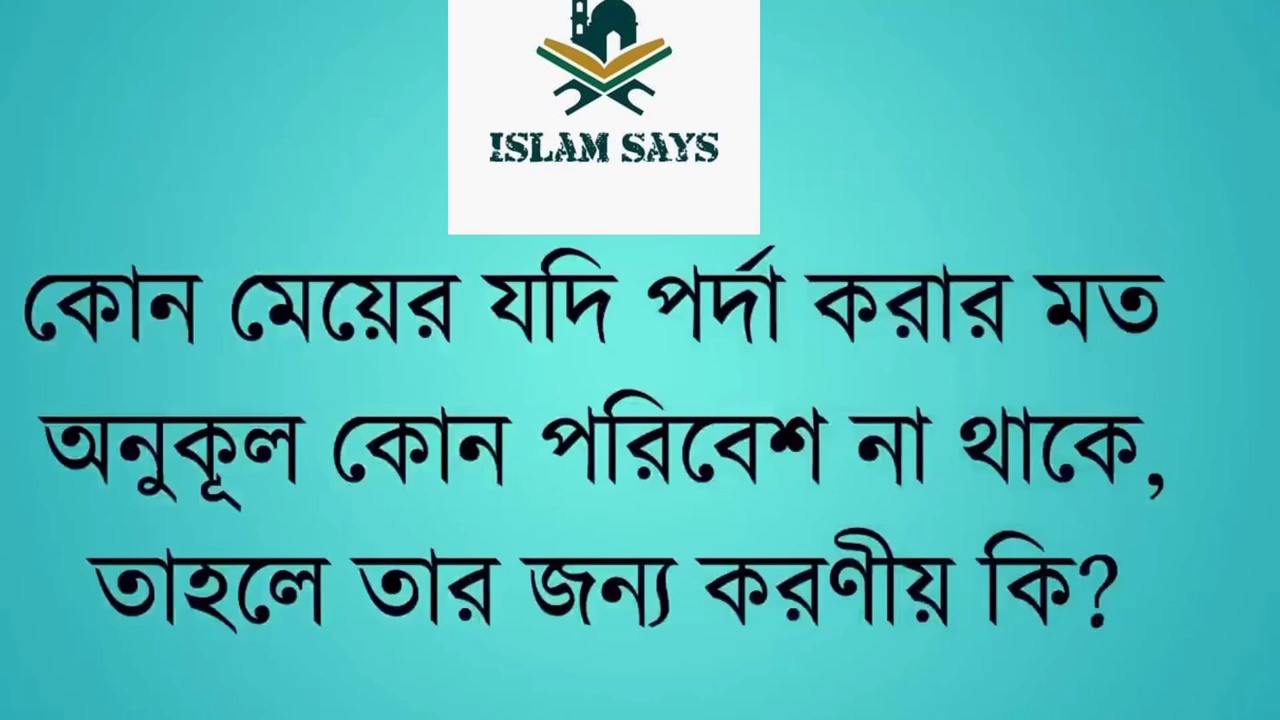 ISLAM SAYS
কোন মেয়ের যদি পর্দা করার মত
অনুকূল কোন পরিবেশ না থাকে,
তাহলে তার জন্য করণীয় কি?